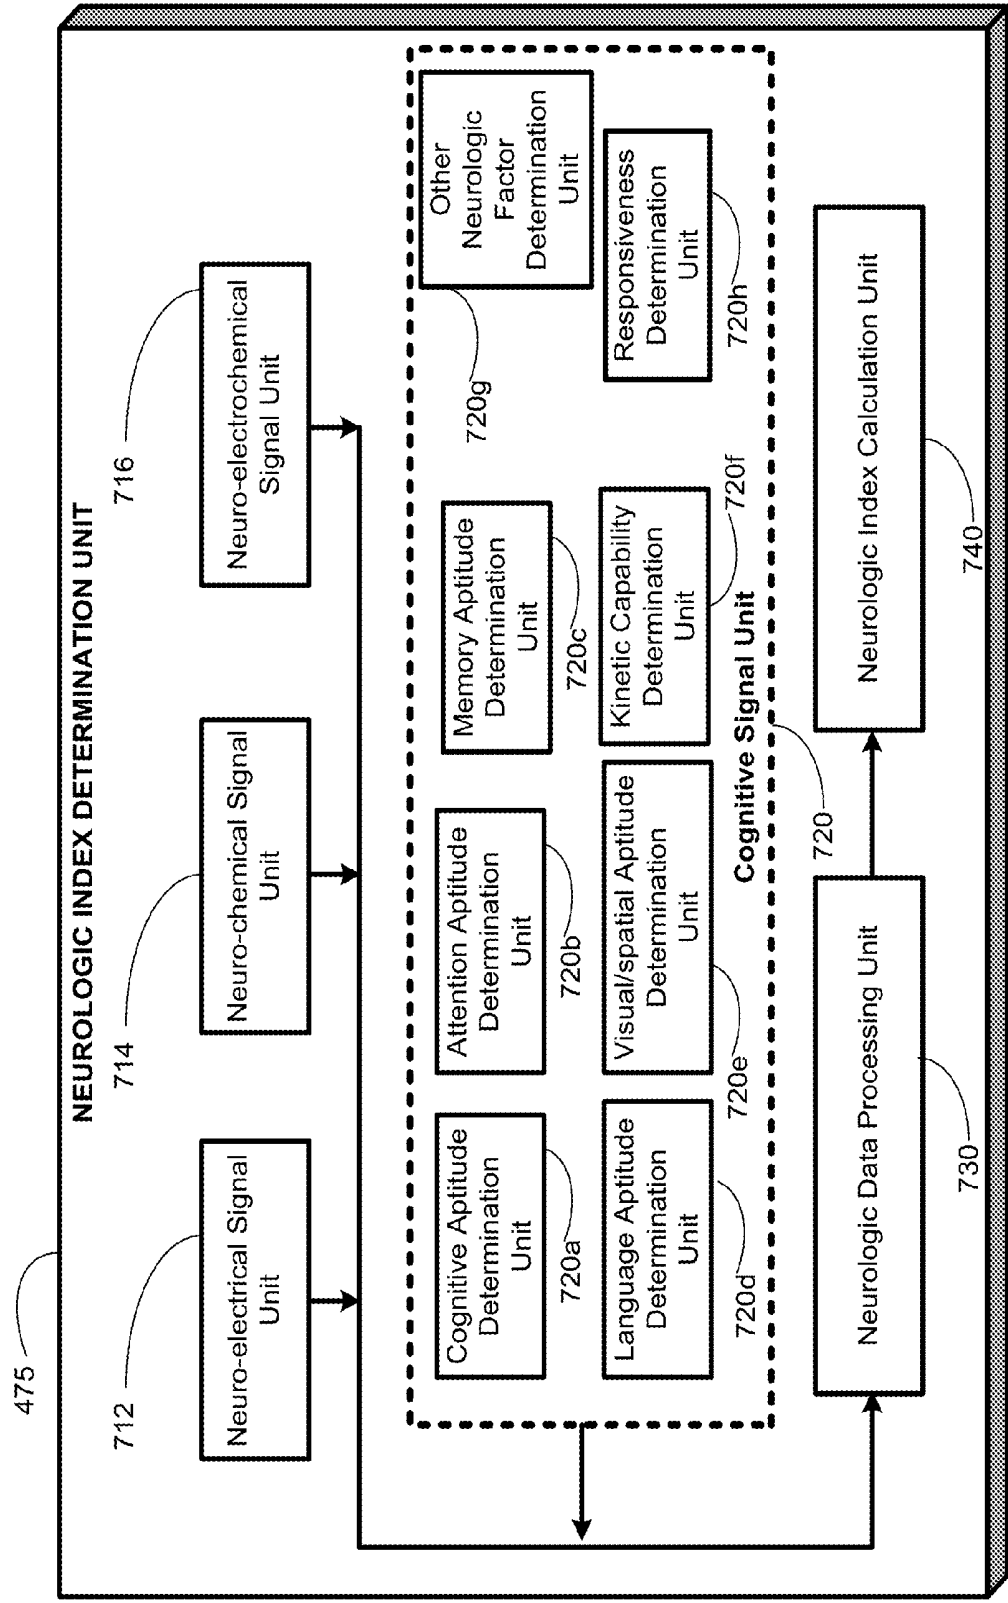 475
NEUROLOGIC INDEX DETERMINATION UNIT
712
714
716
Neuro-electrical Signal
Unit
Neuro-chemical Signal
Unit
Neuro-electrochemical
Signal Unit
Cognitive Aptitude
Determination
Unit
720a
Attention Aptitude
Determination
Unit
720b
Memory Aptitude
Determination
Unit
720c
Other
Neurologic
Factor
Determination
Unit
720g
Language Aptitude
Determination
Unit
720d
Visual/spatial Aptitude
Determination
Unit
720e
Kinetic Capability
Determination
Unit
720f
Responsiveness
Determination
Unit
720h
Cognitive Signal Unit
720
Neurologic Data Processing Unit
730
Neurologic Index Calculation Unit
740